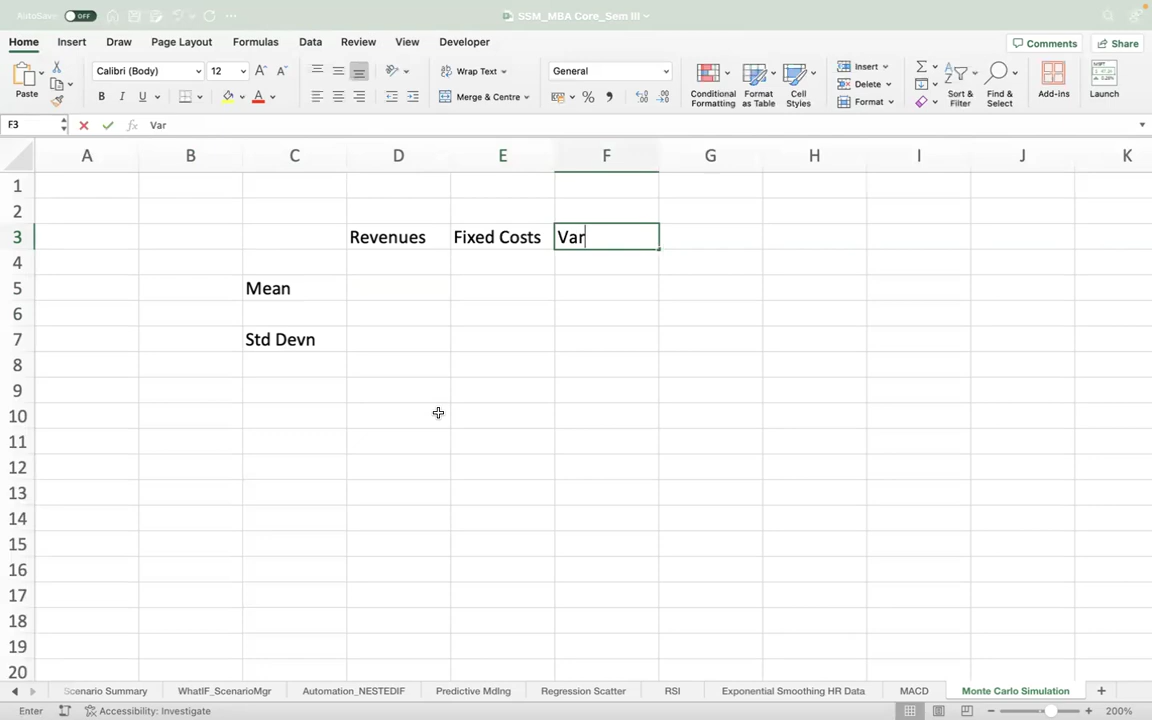 AutoSave OFF SSM_MBA Core_Sem III
Home Insert Draw Page Layout Formulas Data Review View Developer Comments Share
Paste Calibri (Body) 12 A A Wrap Text General Conditional Formatting Format as Table Cell Styles Insert Delete Format Sort & Filter Find & Select Add-ins Launch
B I U A Merge & Centre % 
F3 fx Var
A B C D E F G H I J K
1
2
3 Revenues Fixed Costs Var
4
5 Mean
6
7 Std Devn
8
9
10
11
12
13
14
15
16
17
18
19
20
Scenario Summary WhatIF_ScenarioMgr Automation_NESTEDIF Predictive Mdlng Regression Scatter RSI Exponential Smoothing HR Data MACD Monte Carlo Simulation
Enter Accessibility: Investigate 200%